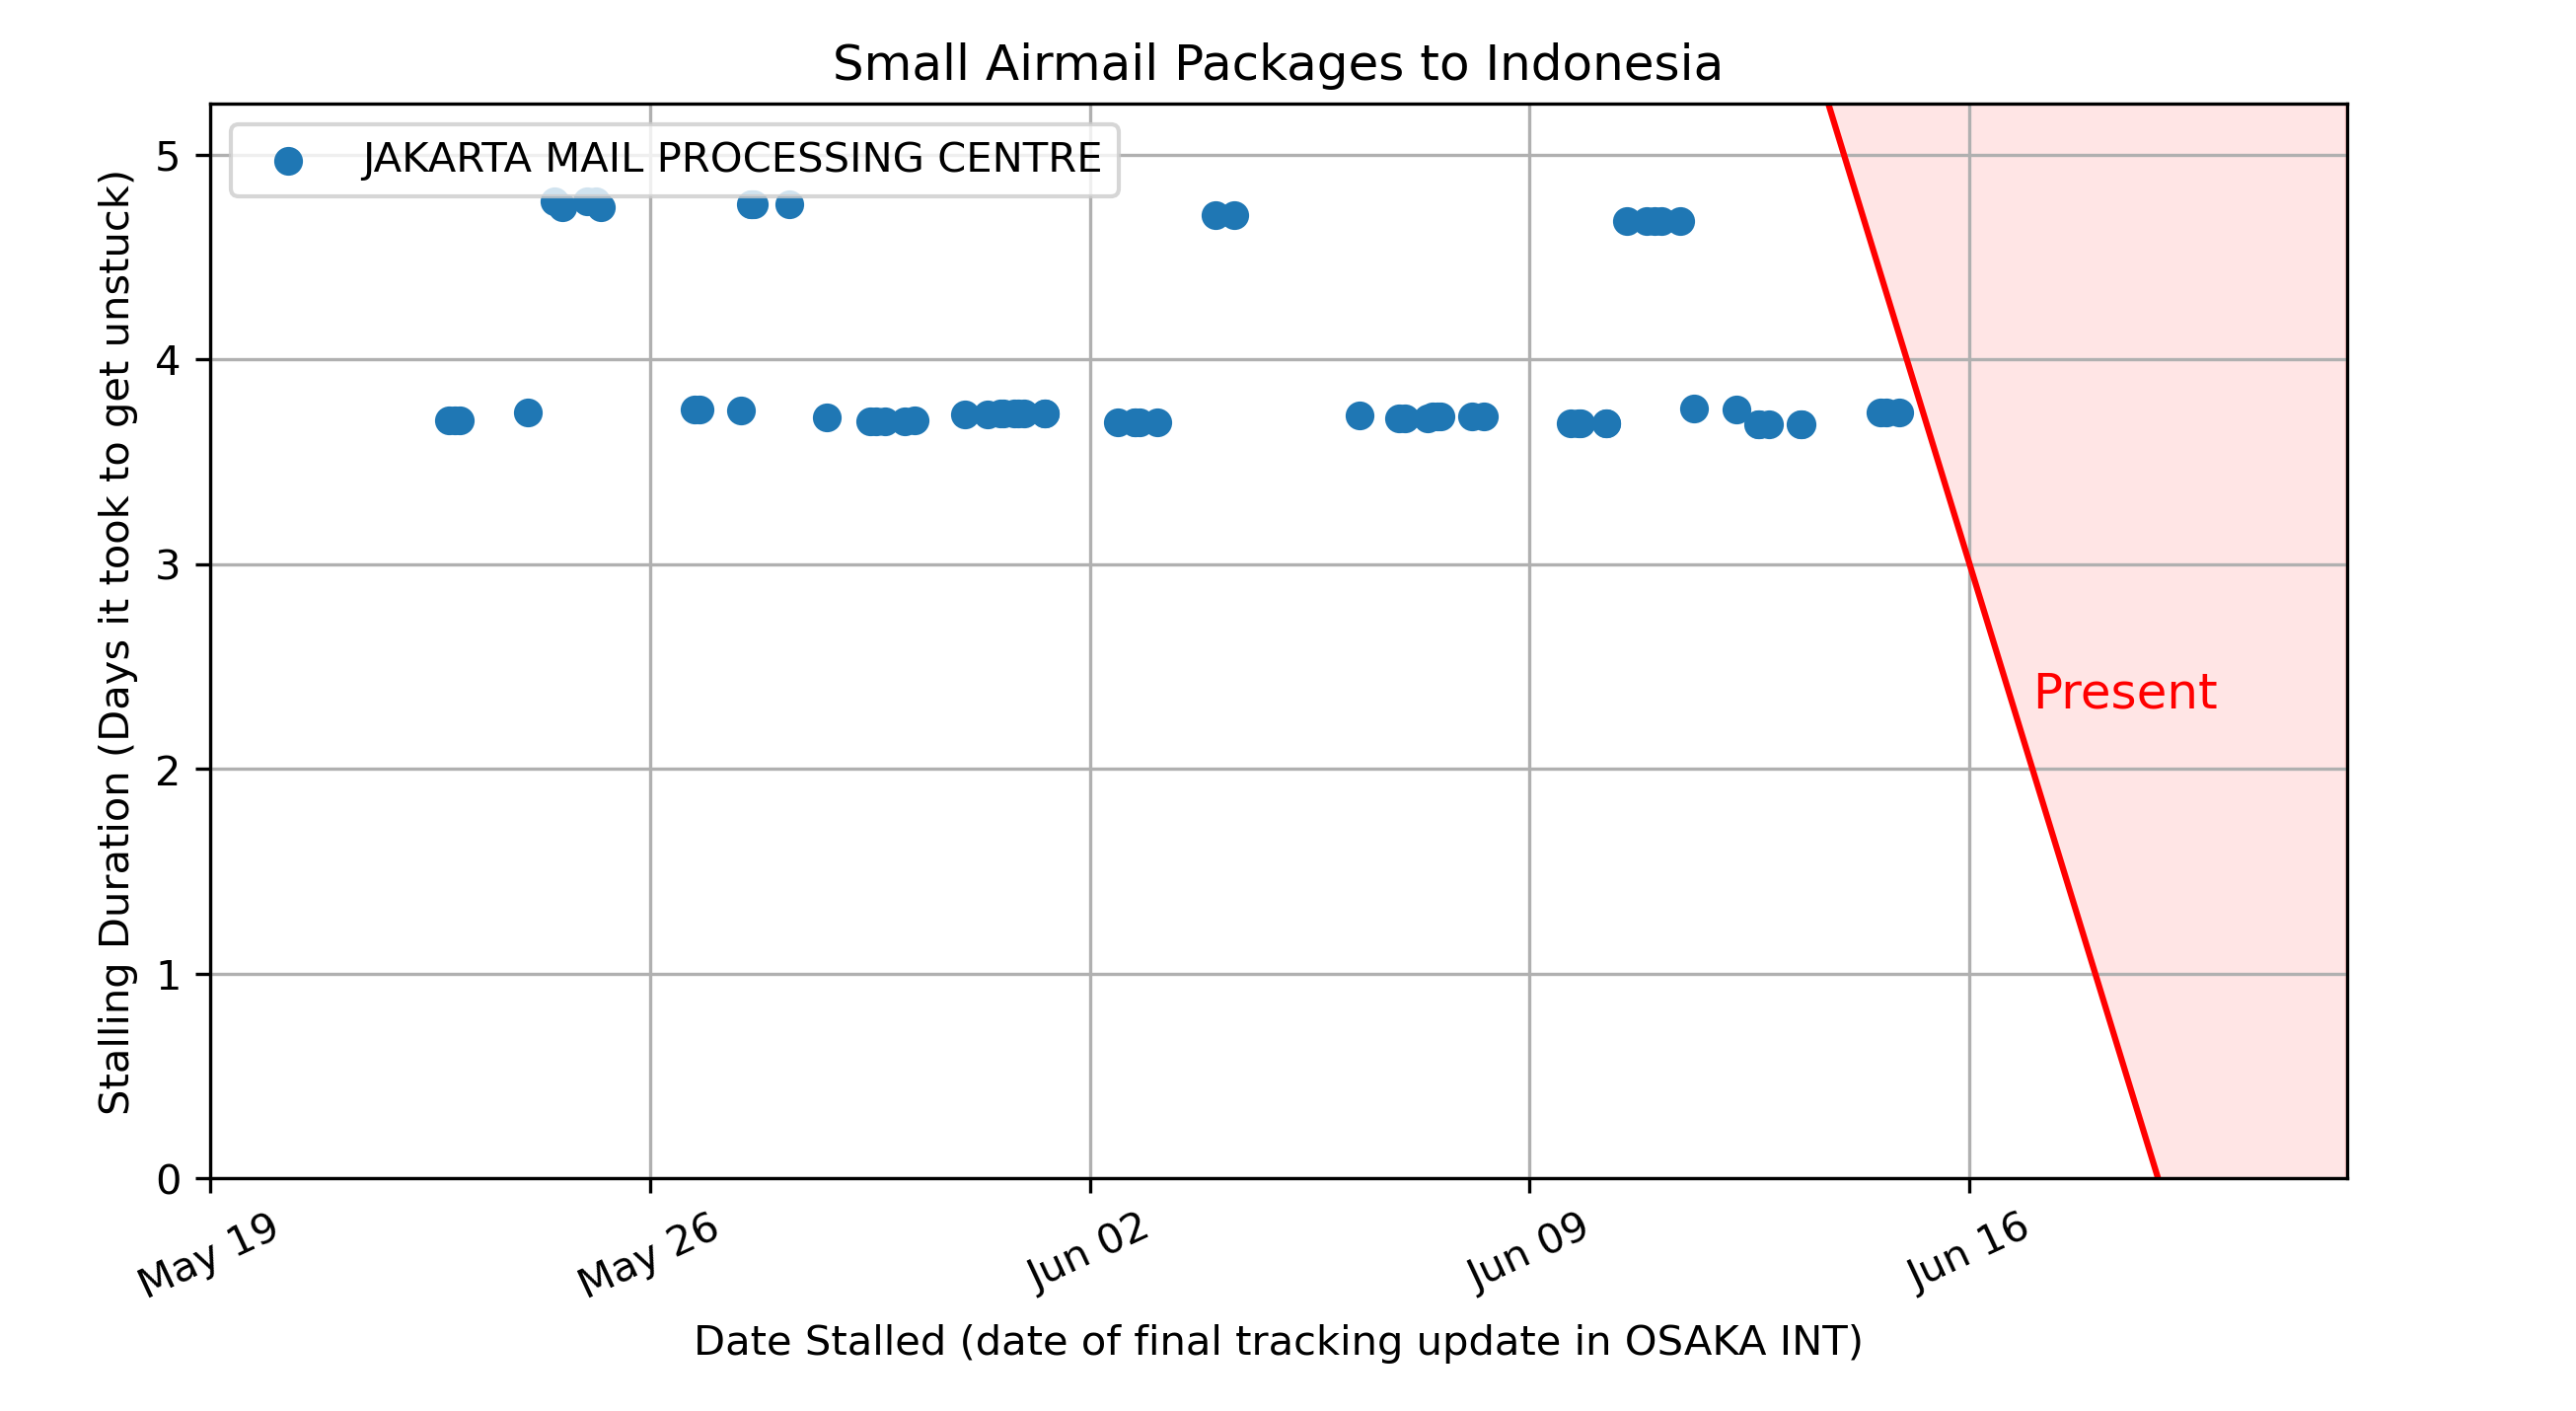 Small Airmail Packages to Indonesia
JAKARTA MAIL PROCESSING CENTRE
Stalling Duration (Days it took to get unstuck)
5
4
3
2
1
0
Present
May 19
May 26
Jun 02
Jun 09
Jun 16
Date Stalled (date of final tracking update in OSAKA INT)